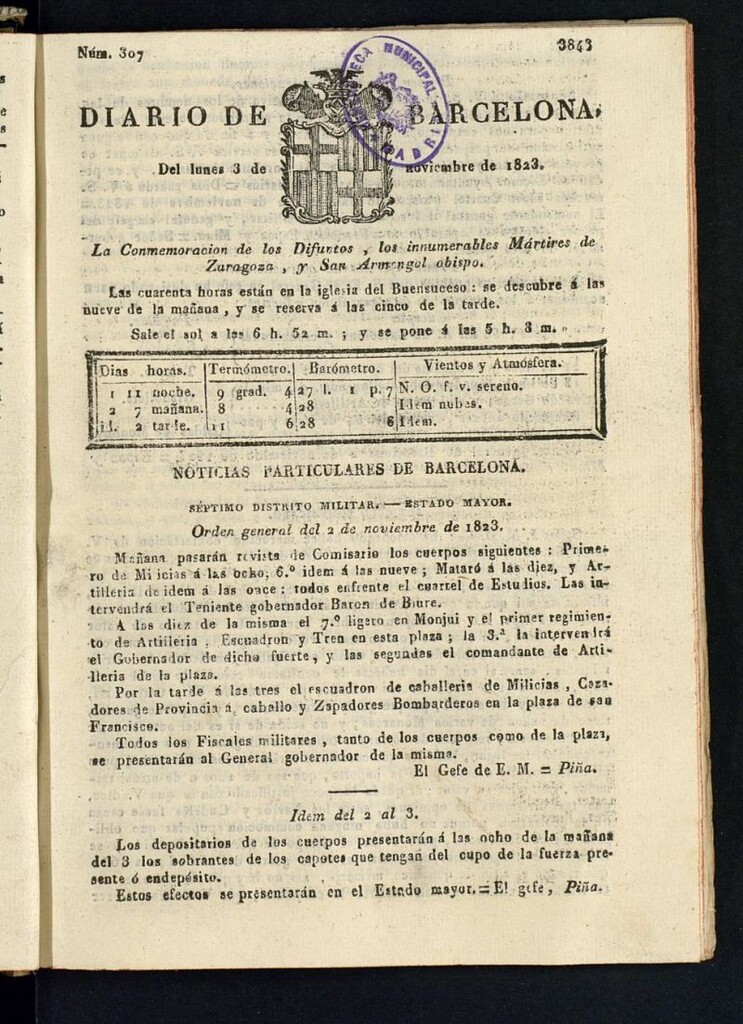 Núm. 307 3843
BIBLIOTECA MUNICIPAL MADRID
DIARIO DE BARCELONA,
Del lunes 3 de noviembre de 1823.
La Conmemoracion de los Difuntos , los innumerables Mártires de
Zaragoza , y San Armengol obispo.
Las cuarenta horas están en la iglesia del Buensuceso : se descubre á las
nueve de la mañana , y se reserva á las cinco de la tarde.
Sale el sol a las 6 h. 52 m. ; y se pone á las 5 h. 8 m.
Dias horas. Termómetro. Barómetro. Vientos y Atmósfera.
1 11 noche. 9 grad. 4 27 l. 1 p. 7 N. O. f. v. sereno.
2 7 mañana. 8 4 28 Idem nubes.
id. 2 tarde. 11 6 28 6 Idem.
NOTICIAS PARTICULARES DE BARCELONA.
SÉPTIMO DISTRITO MILITAR. — ESTADO MAYOR.
Orden general del 2 de noviembre de 1823.
Mañana pasarán revista de Comisario los cuerpos siguientes : Prime-
ro de Milicias á las ocho, 6.º idem á las nueve ; Mataró á las diez, y Ar-
tilleria de idem á las once : todos enfrente el cuartel de Estudios. Las in-
tervendrá el Teniente gobernador Baron de Biure.
A las diez de la misma el 7.º ligero en Monjui y el primer regimien-
to de Artilleria , Escuadron y Tren en esta plaza ; la 3.ª la intervendrá
el Gobernador de dicho fuerte, y las segundas el comandante de Arti-
lleria de la plaza.
Por la tarde á las tres el escuadron de caballeria de Milicias , Caza-
dores de Provincia á caballo y Zapadores Bombarderos en la plaza de san
Francisco.
Todos los Fiscales militares , tanto de los cuerpos como de la plaza,
se presentarán al General gobernador de la misma.
El Gefe de E. M. = Piña.
Idem del 2 al 3.
Los depositarios de los cuerpos presentarán á las ocho de la mañana
del 3 los sobrantes de los capotes que tengan del cupo de la fuerza pre-
sente ó endepésito.
Estos efectos se presentarán en el Estado mayor. = El gefe , Piña.